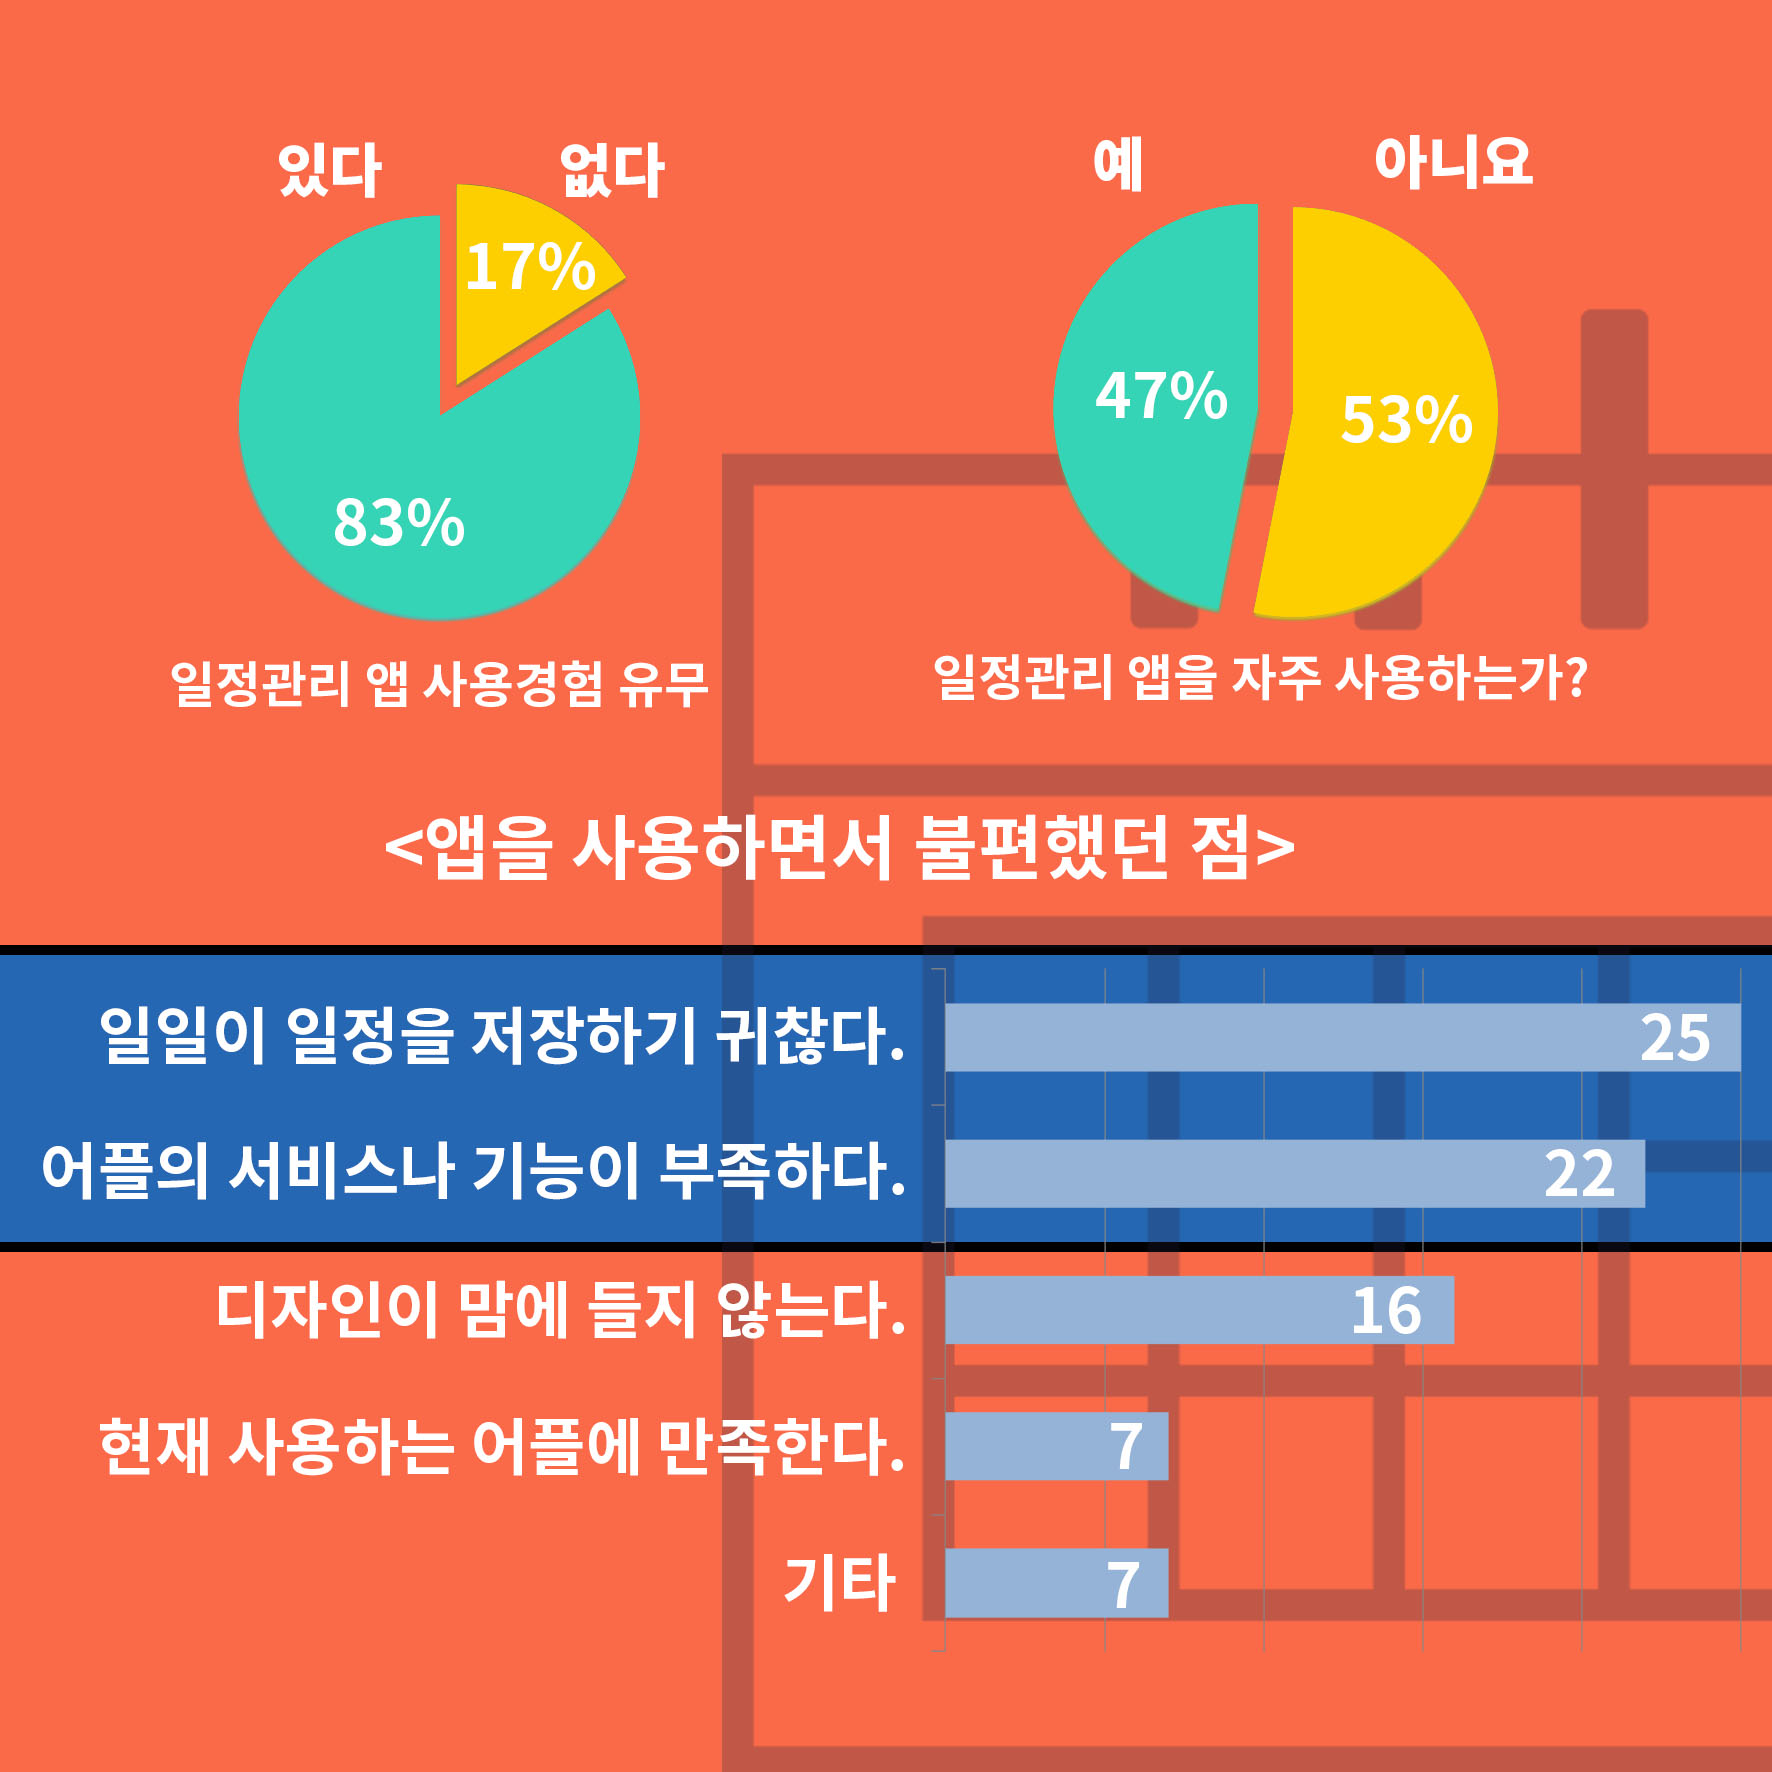 있다 없다
17%
83%
일정관리 앱 사용경험 유무
예 아니요
47%
53%
일정관리 앱을 자주 사용하는가?
<앱을 사용하면서 불편했던 점>
일일이 일정을 저장하기 귀찮다. 25
어플의 서비스나 기능이 부족하다. 22
디자인이 맘에 들지 않는다. 16
현재 사용하는 어플에 만족한다. 7
기타 7